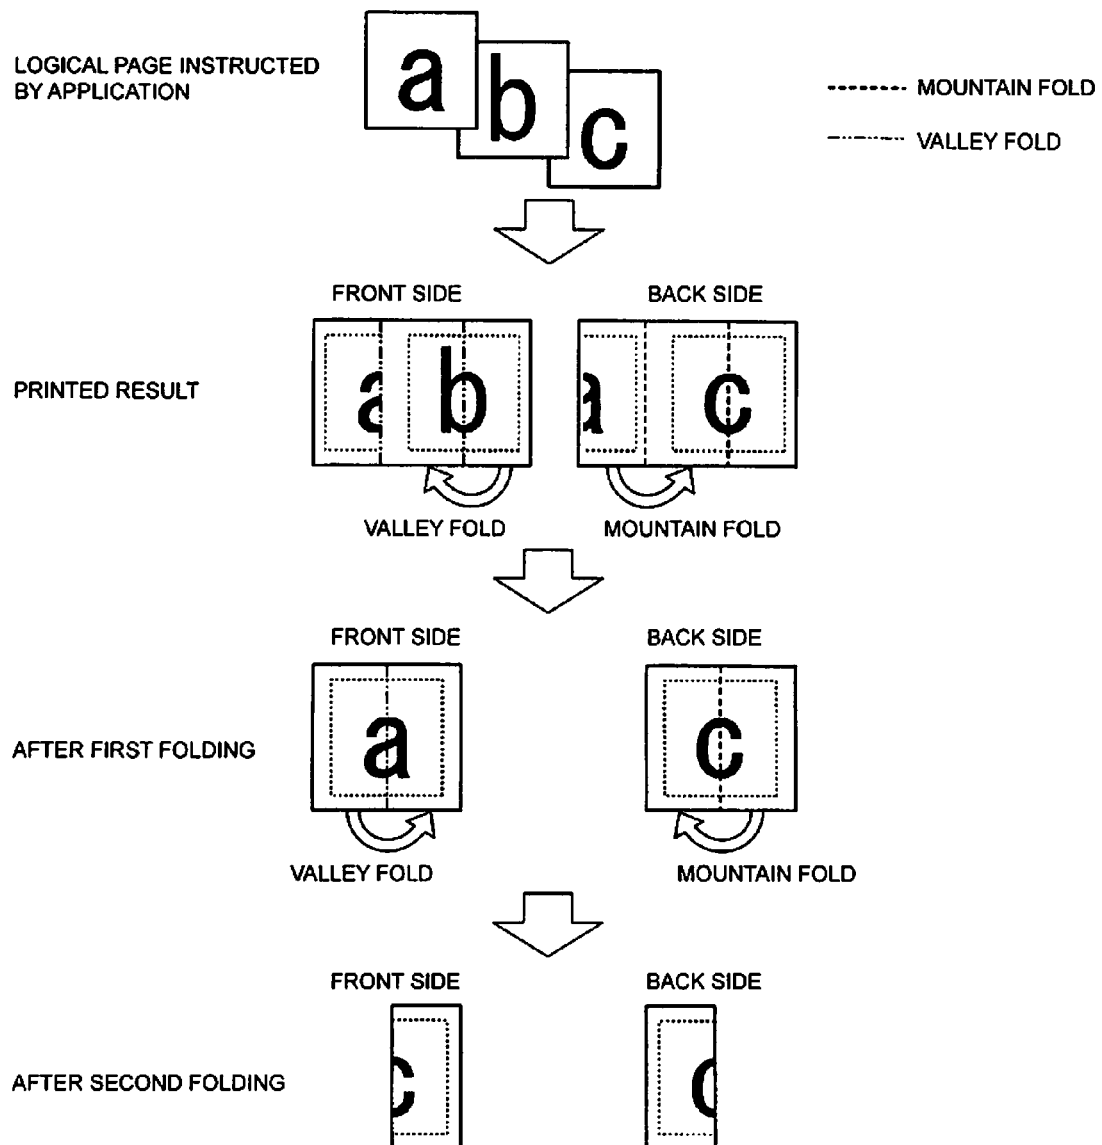 LOGICAL PAGE INSTRUCTED
BY APPLICATION
a
b
c
MOUNTAIN FOLD
VALLEY FOLD
FRONT SIDE
BACK SIDE
PRINTED RESULT
a
b
a
c
VALLEY FOLD
MOUNTAIN FOLD
FRONT SIDE
BACK SIDE
AFTER FIRST FOLDING
a
c
VALLEY FOLD
MOUNTAIN FOLD
FRONT SIDE
BACK SIDE
AFTER SECOND FOLDING
c
c